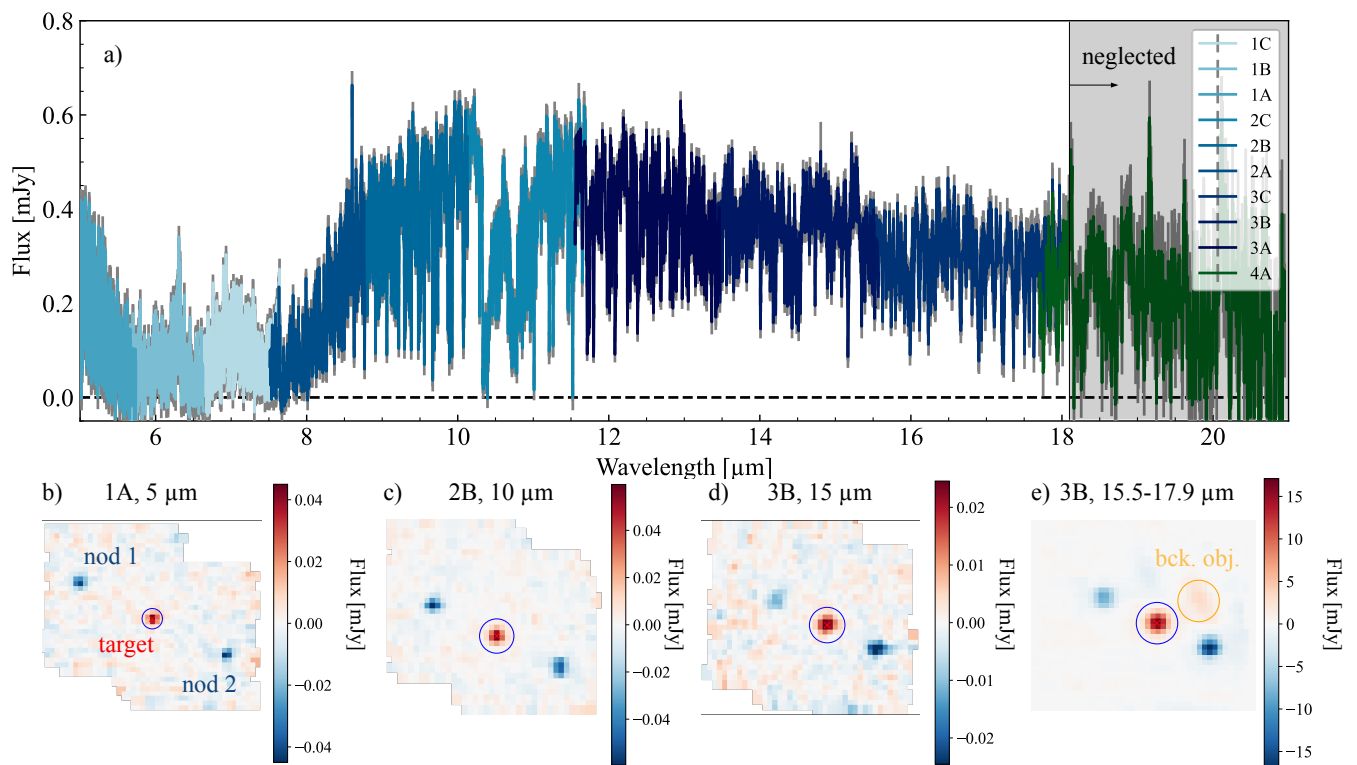 0.8
a)
neglected
1C
1B
1A
2C
2B
2A
3C
3B
3A
4A
0.6
0.4
0.2
0.0
Flux [mJy]
6 8 10 12 14 16 18 20
Wavelength [µm]
b) 1A, 5 µm
nod 1
target
nod 2
0.04
0.02
0.00
−0.02
−0.04
Flux [mJy]
c) 2B, 10 µm
0.04
0.02
0.00
−0.02
−0.04
Flux [mJy]
d) 3B, 15 µm
0.02
0.01
0.00
−0.01
−0.02
Flux [mJy]
e) 3B, 15.5-17.9 µm
bck. obj.
15
10
5
0
−5
−10
−15
Flux [mJy]